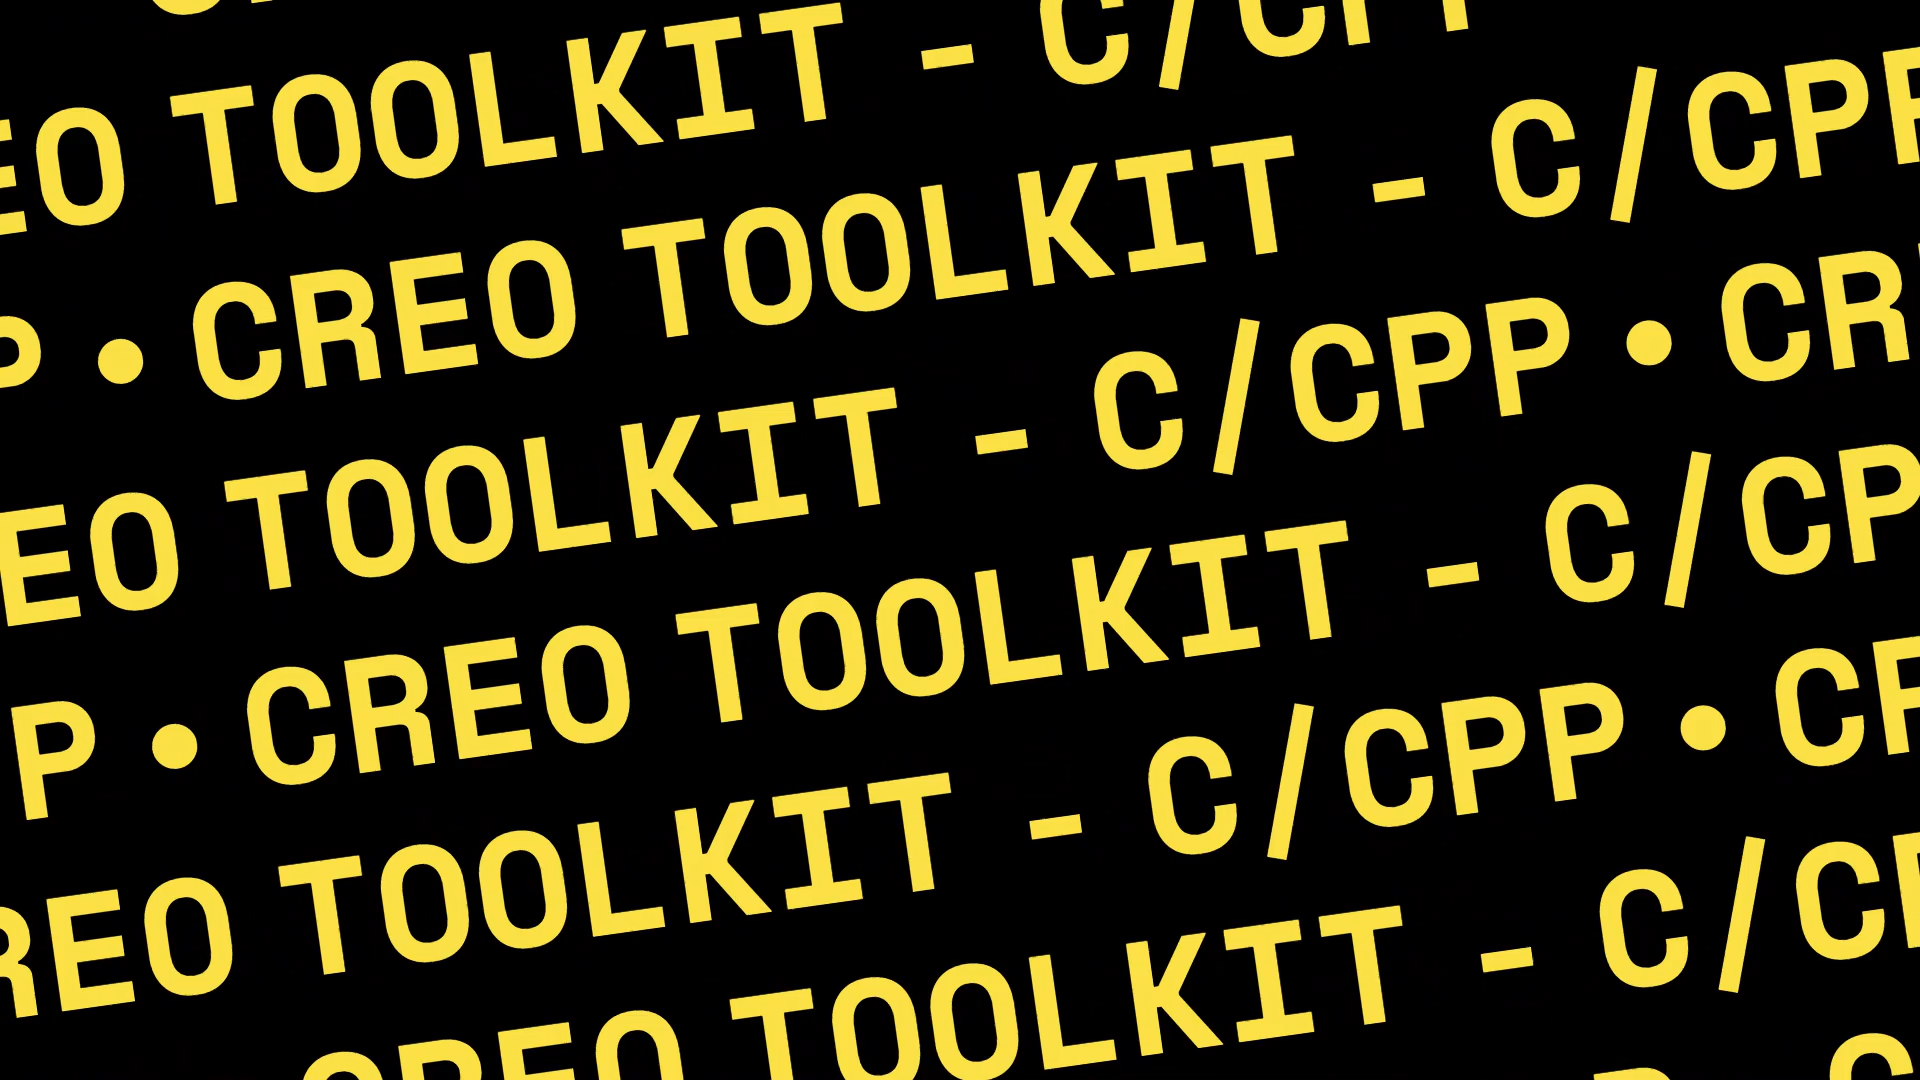 EO TOOLKIT - C/CPP
P • CREO TOOLKIT - C/CPP
EO TOOLKIT - C/CPP • CR
P • CREO TOOLKIT - C/CP
REO TOOLKIT - C/CPP • CR
CREO TOOLKIT - C/CP